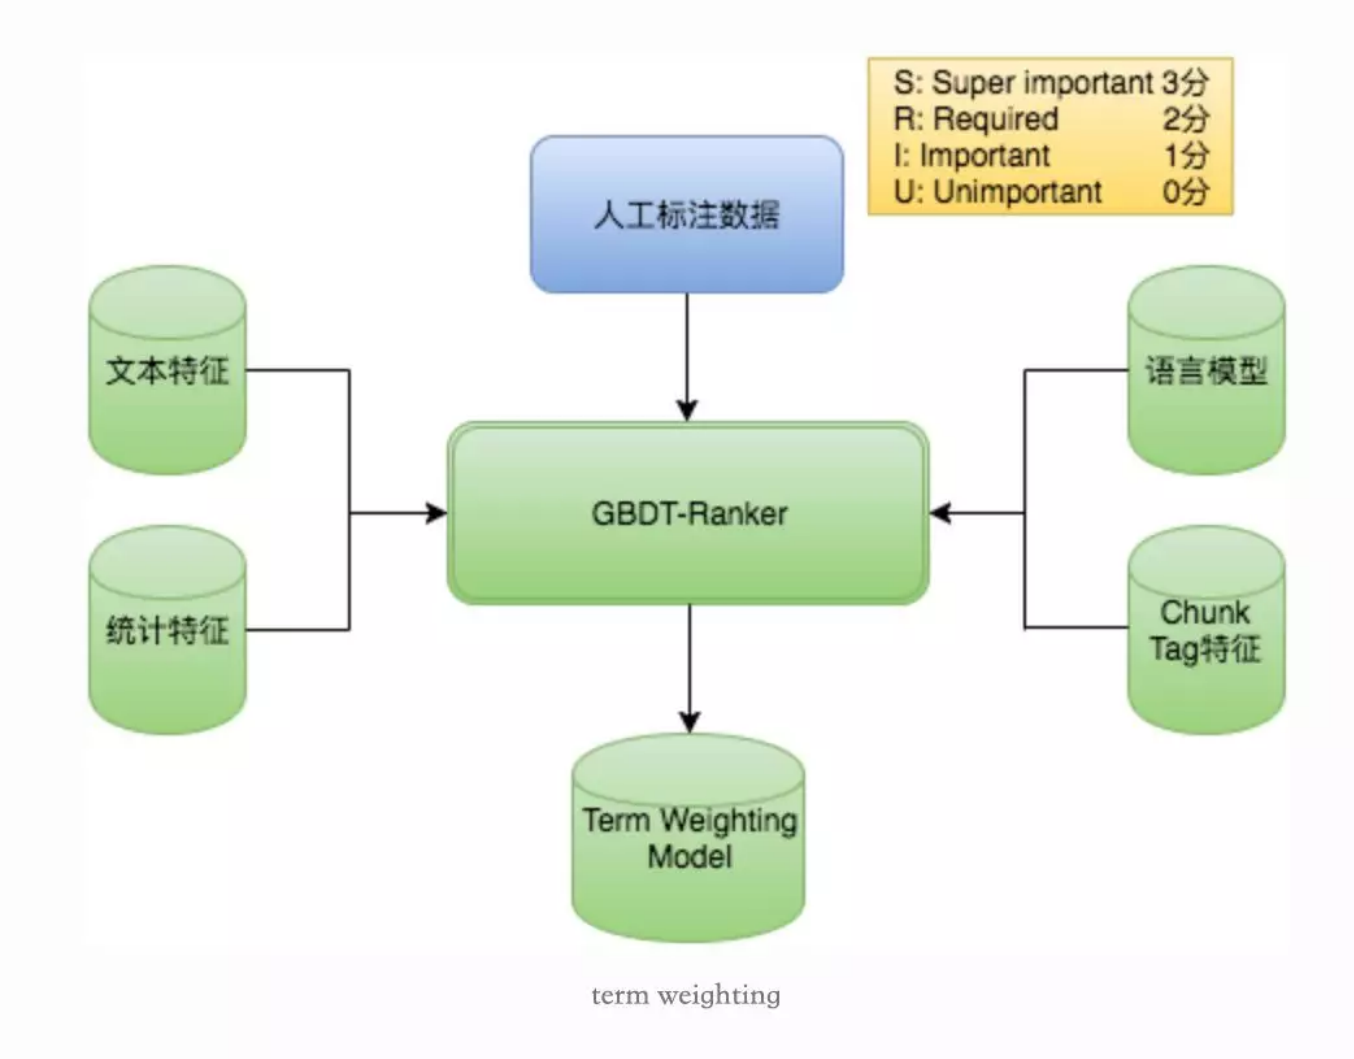 S: Super important 3分
R: Required 2分
I: Important 1分
U: Unimportant 0分
人工标注数据
文本特征
语言模型
GBDT-Ranker
统计特征
Chunk
Tag特征
Term Weighting
Model
term weighting